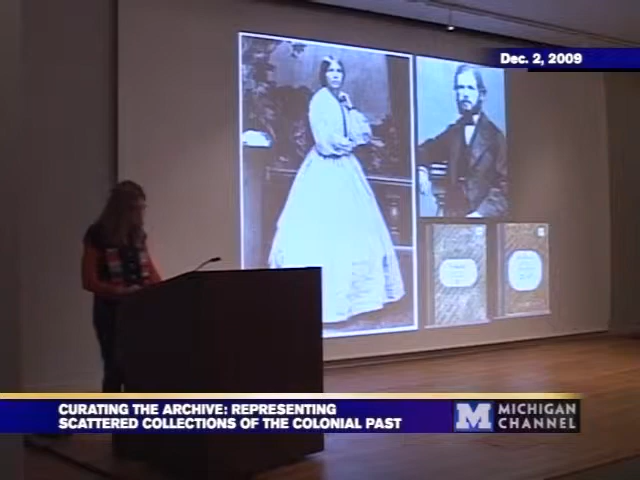 Dec. 2, 2009
CURATING THE ARCHIVE: REPRESENTING
SCATTERED COLLECTIONS OF THE COLONIAL PAST
M MICHIGAN
CHANNEL